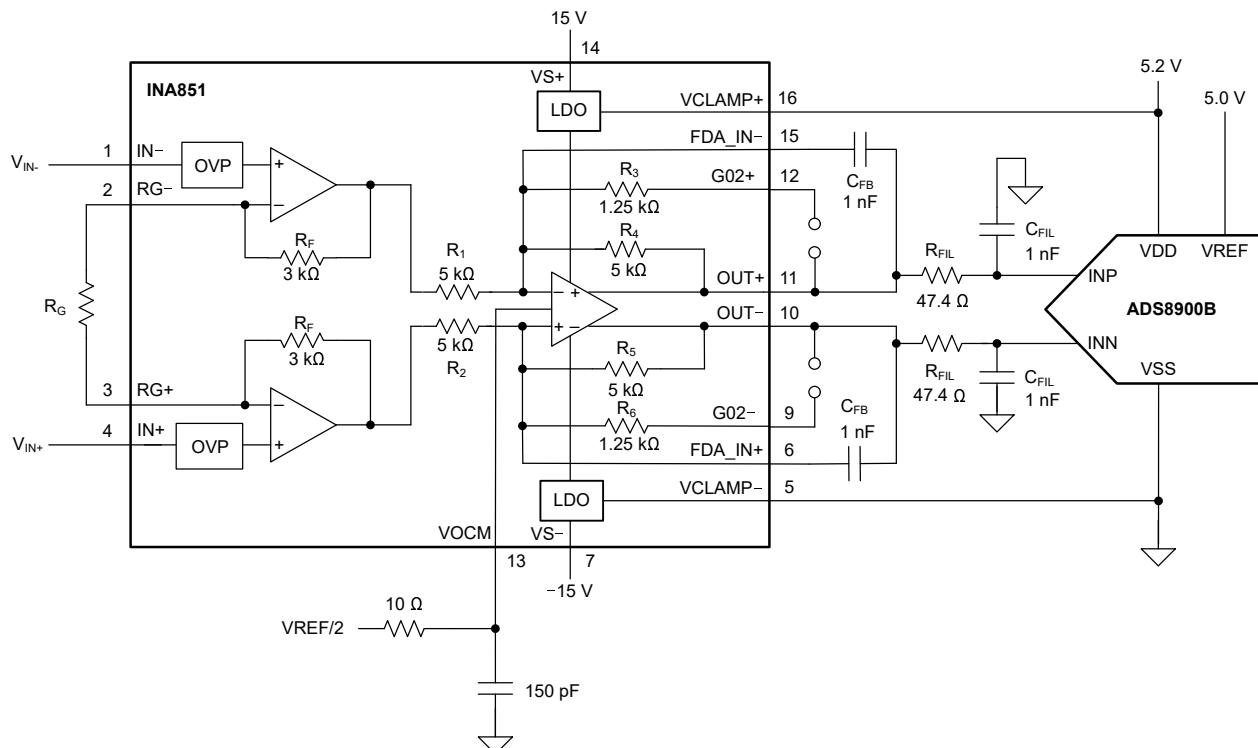 15 V
14
INA851
VS+
LDO
VCLAMP+
16
5.2 V
5.0 V
FDA_IN−
15
V_IN-
1
IN−
OVP
+
−
2
RG−
R_F
3 kΩ
R_3
1.25 kΩ
G02+
12
C_FB
1 nF
R_4
5 kΩ
C_FIL
1 nF
VDD
VREF
R_1
5 kΩ
− +
OUT+
11
R_FIL
47.4 Ω
INP
ADS8900B
R_G
R_F
3 kΩ
R_2
5 kΩ
+ −
OUT−
10
R_FIL
47.4 Ω
INN
C_FIL
1 nF
VSS
R_5
5 kΩ
3
RG+
−
+
R_6
1.25 kΩ
G02−
9
C_FB
1 nF
V_IN+
4
IN+
OVP
FDA_IN+
6
VCLAMP−
5
LDO
VOCM
VS−
13
7
−15 V
10 Ω
VREF/2
150 pF